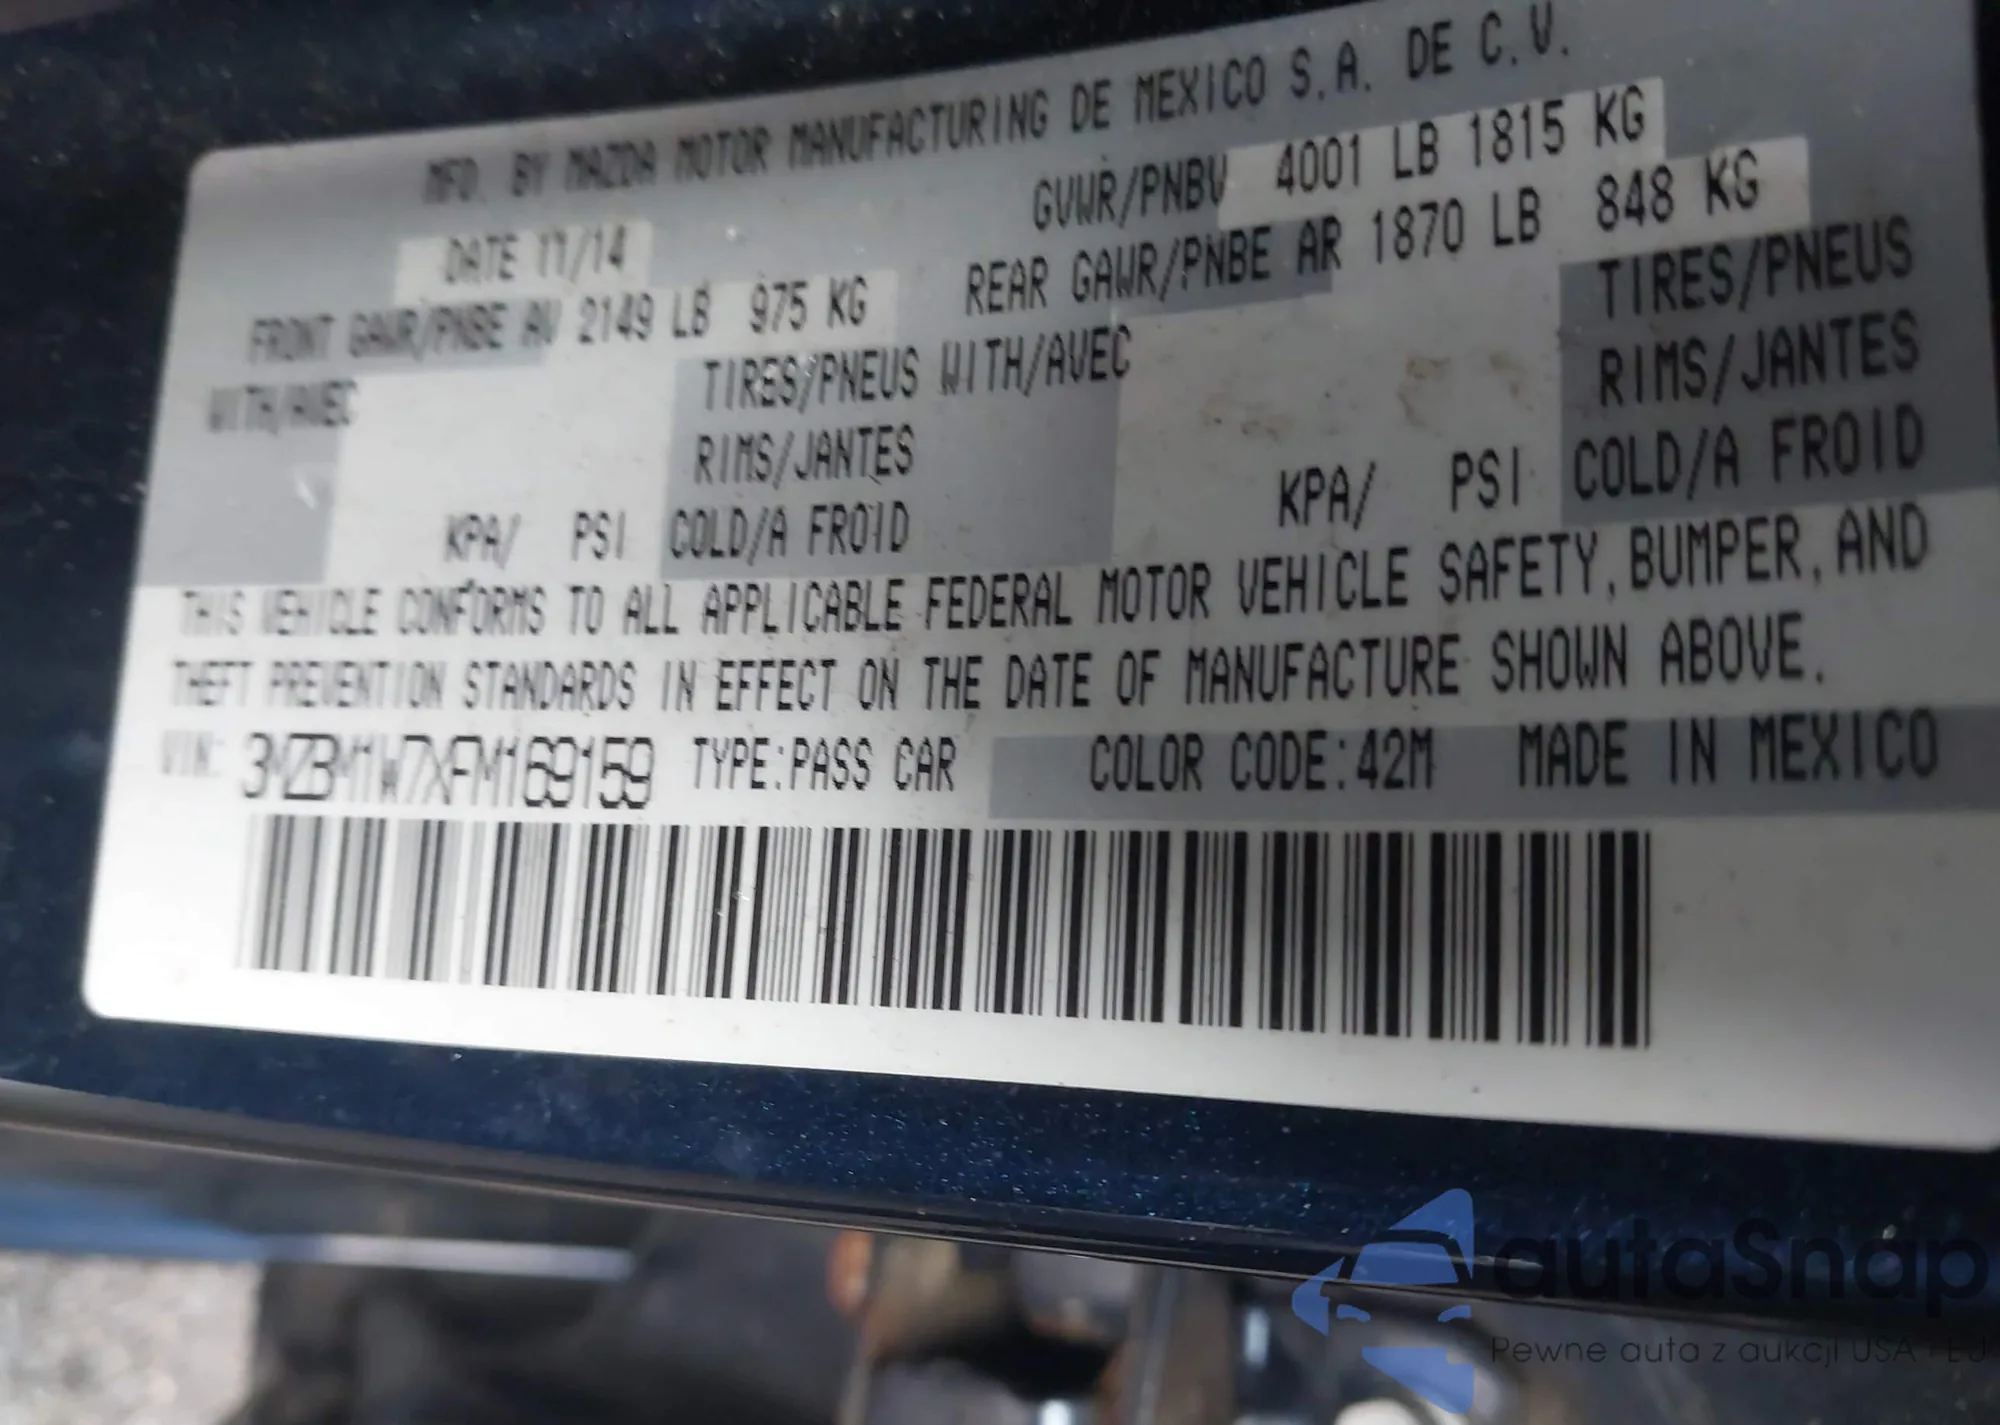 MFD. BY MAZDA MOTOR MANUFACTURING DE MEXICO S.A. DE C.V.
DATE 11/14 GVWR/PNBV 4001 LB 1815 KG
FRONT GAWR/PNBE AV 2149 LB 975 KG REAR GAWR/PNBE AR 1870 LB 848 KG
WITH/AVEC TIRES/PNEUS WITH/AVEC TIRES/PNEUS
RIMS/JANTES RIMS/JANTES
KPA/ PSI COLD/A FROID KPA/ PSI COLD/A FROID
THIS VEHICLE CONFORMS TO ALL APPLICABLE FEDERAL MOTOR VEHICLE SAFETY, BUMPER, AND
THEFT PREVENTION STANDARDS IN EFFECT ON THE DATE OF MANUFACTURE SHOWN ABOVE.
VIN: 3MZBM1W7XFM169159 TYPE:PASS CAR COLOR CODE:42M MADE IN MEXICO
autaSnap
Pewne auta z aukcji USA i EJ